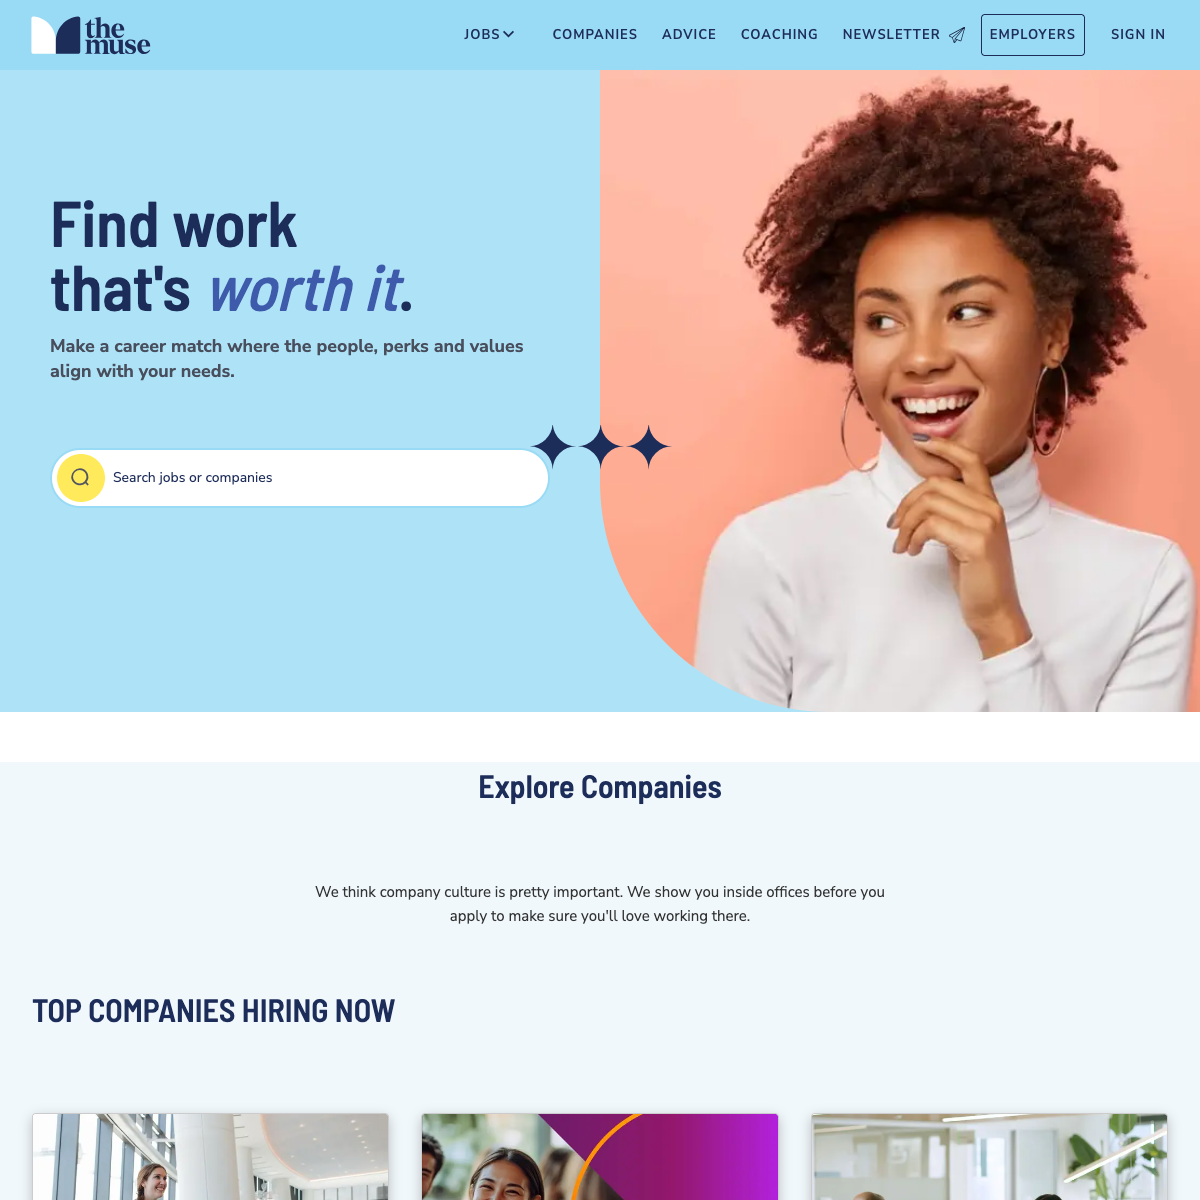 the
muse
JOBS
COMPANIES
ADVICE
COACHING
NEWSLETTER
EMPLOYERS
SIGN IN
Find work
that's worth it.
Make a career match where the people, perks and values
align with your needs.
Search jobs or companies
Explore Companies
We think company culture is pretty important. We show you inside offices before you
apply to make sure you'll love working there.
TOP COMPANIES HIRING NOW